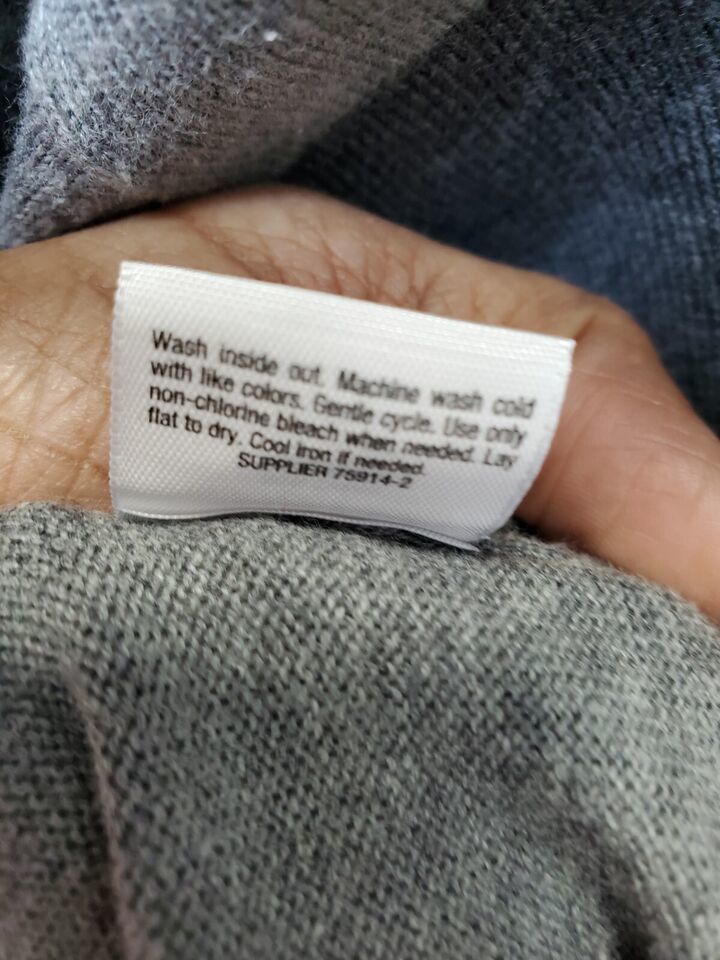 Wash inside out. Machine wash cold
with like colors. Gentle cycle. Use only
non-chlorine bleach when needed. Lay
flat to dry. Cool iron if needed.
SUPPLIER 75914-2